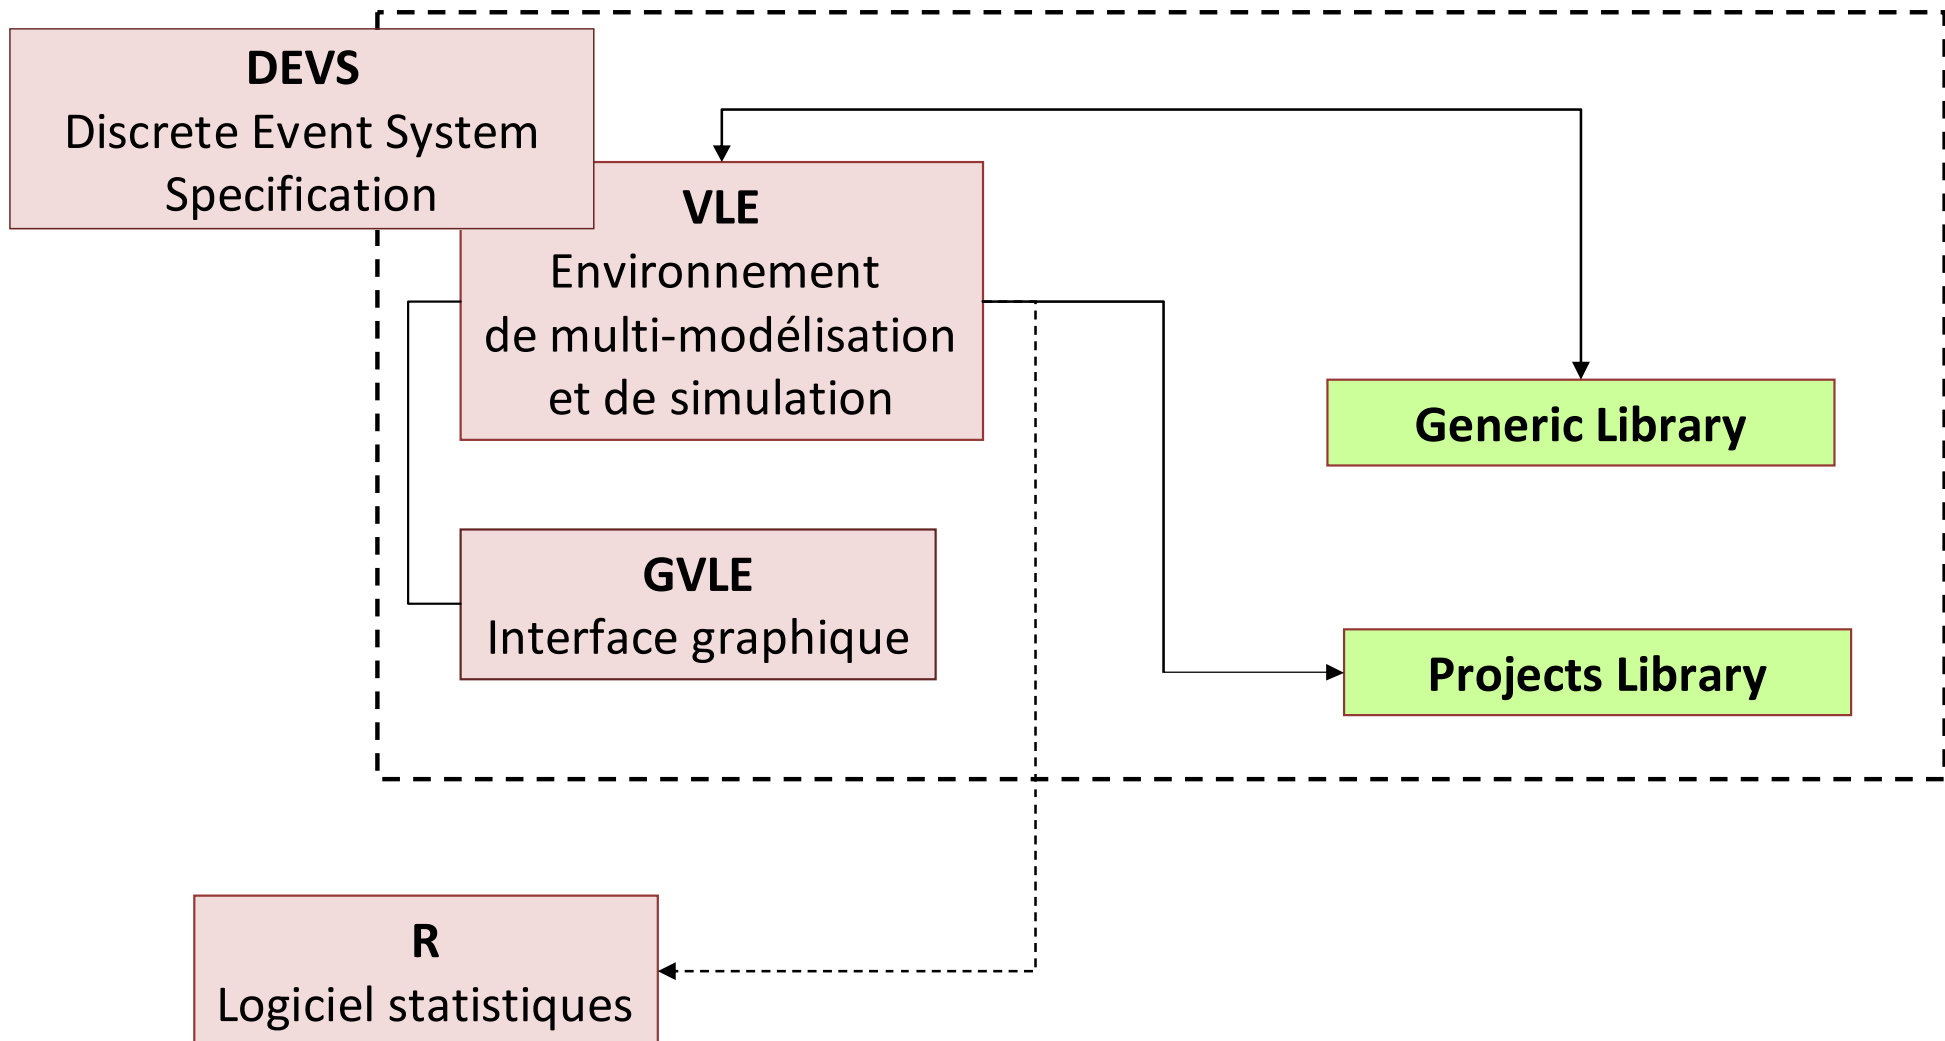 DEVS
Discrete Event System
Specification
VLE
Environnement
de multi-modélisation
et de simulation
Generic Library
GVLE
Interface graphique
Projects Library
R
Logiciel statistiques